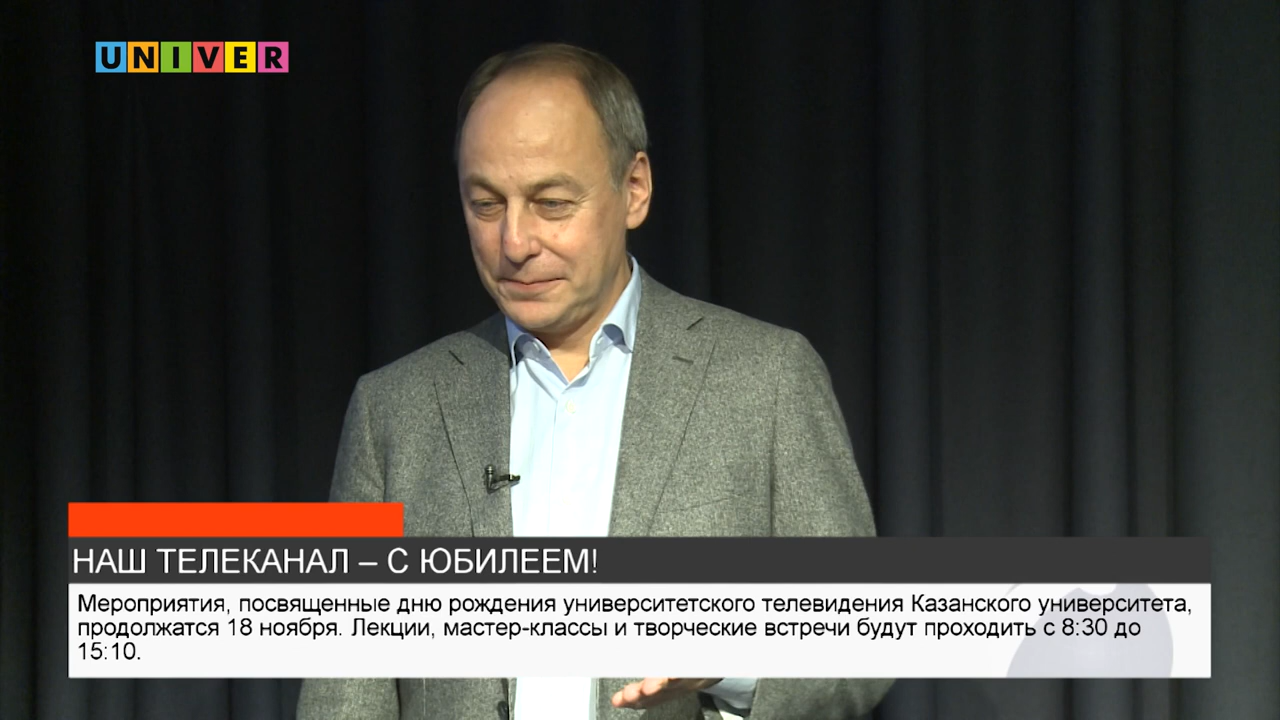 UNIVER
НАШ ТЕЛЕКАНАЛ – С ЮБИЛЕЕМ!
Мероприятия, посвященные дню рождения университетского телевидения Казанского университета,
продолжатся 18 ноября. Лекции, мастер-классы и творческие встречи будут проходить с 8:30 до
15:10.